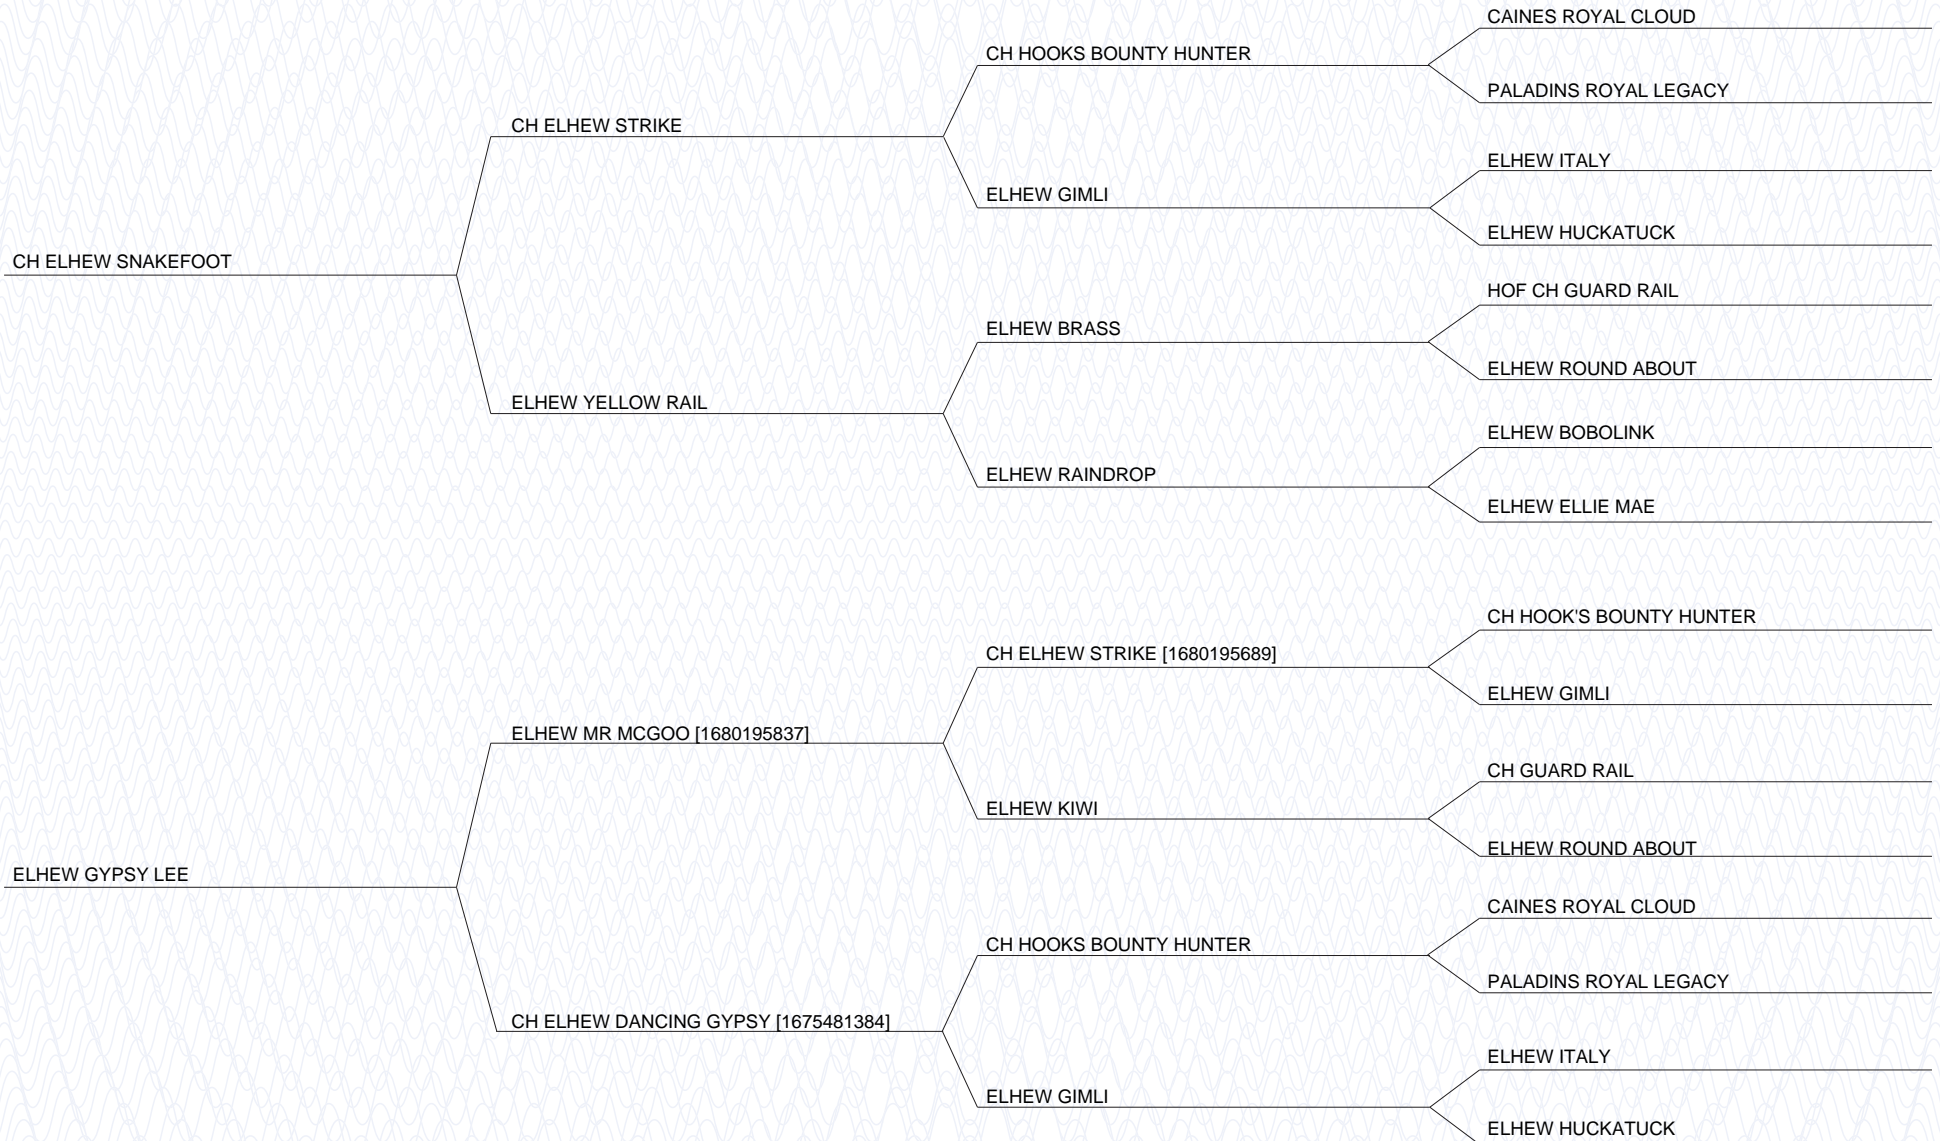 CAINES ROYAL CLOUD
CH HOOKS BOUNTY HUNTER
PALADINS ROYAL LEGACY
CH ELHEW STRIKE
ELHEW ITALY
ELHEW GIMLI
ELHEW HUCKATUCK
CH ELHEW SNAKEFOOT
HOF CH GUARD RAIL
ELHEW BRASS
ELHEW ROUND ABOUT
ELHEW YELLOW RAIL
ELHEW BOBOLINK
ELHEW RAINDROP
ELHEW ELLIE MAE
CH HOOK'S BOUNTY HUNTER
CH ELHEW STRIKE [1680195689]
ELHEW GIMLI
ELHEW MR MCGOO [1680195837]
CH GUARD RAIL
ELHEW KIWI
ELHEW ROUND ABOUT
ELHEW GYPSY LEE
CAINES ROYAL CLOUD
CH HOOKS BOUNTY HUNTER
PALADINS ROYAL LEGACY
CH ELHEW DANCING GYPSY [1675481384]
ELHEW ITALY
ELHEW GIMLI
ELHEW HUCKATUCK